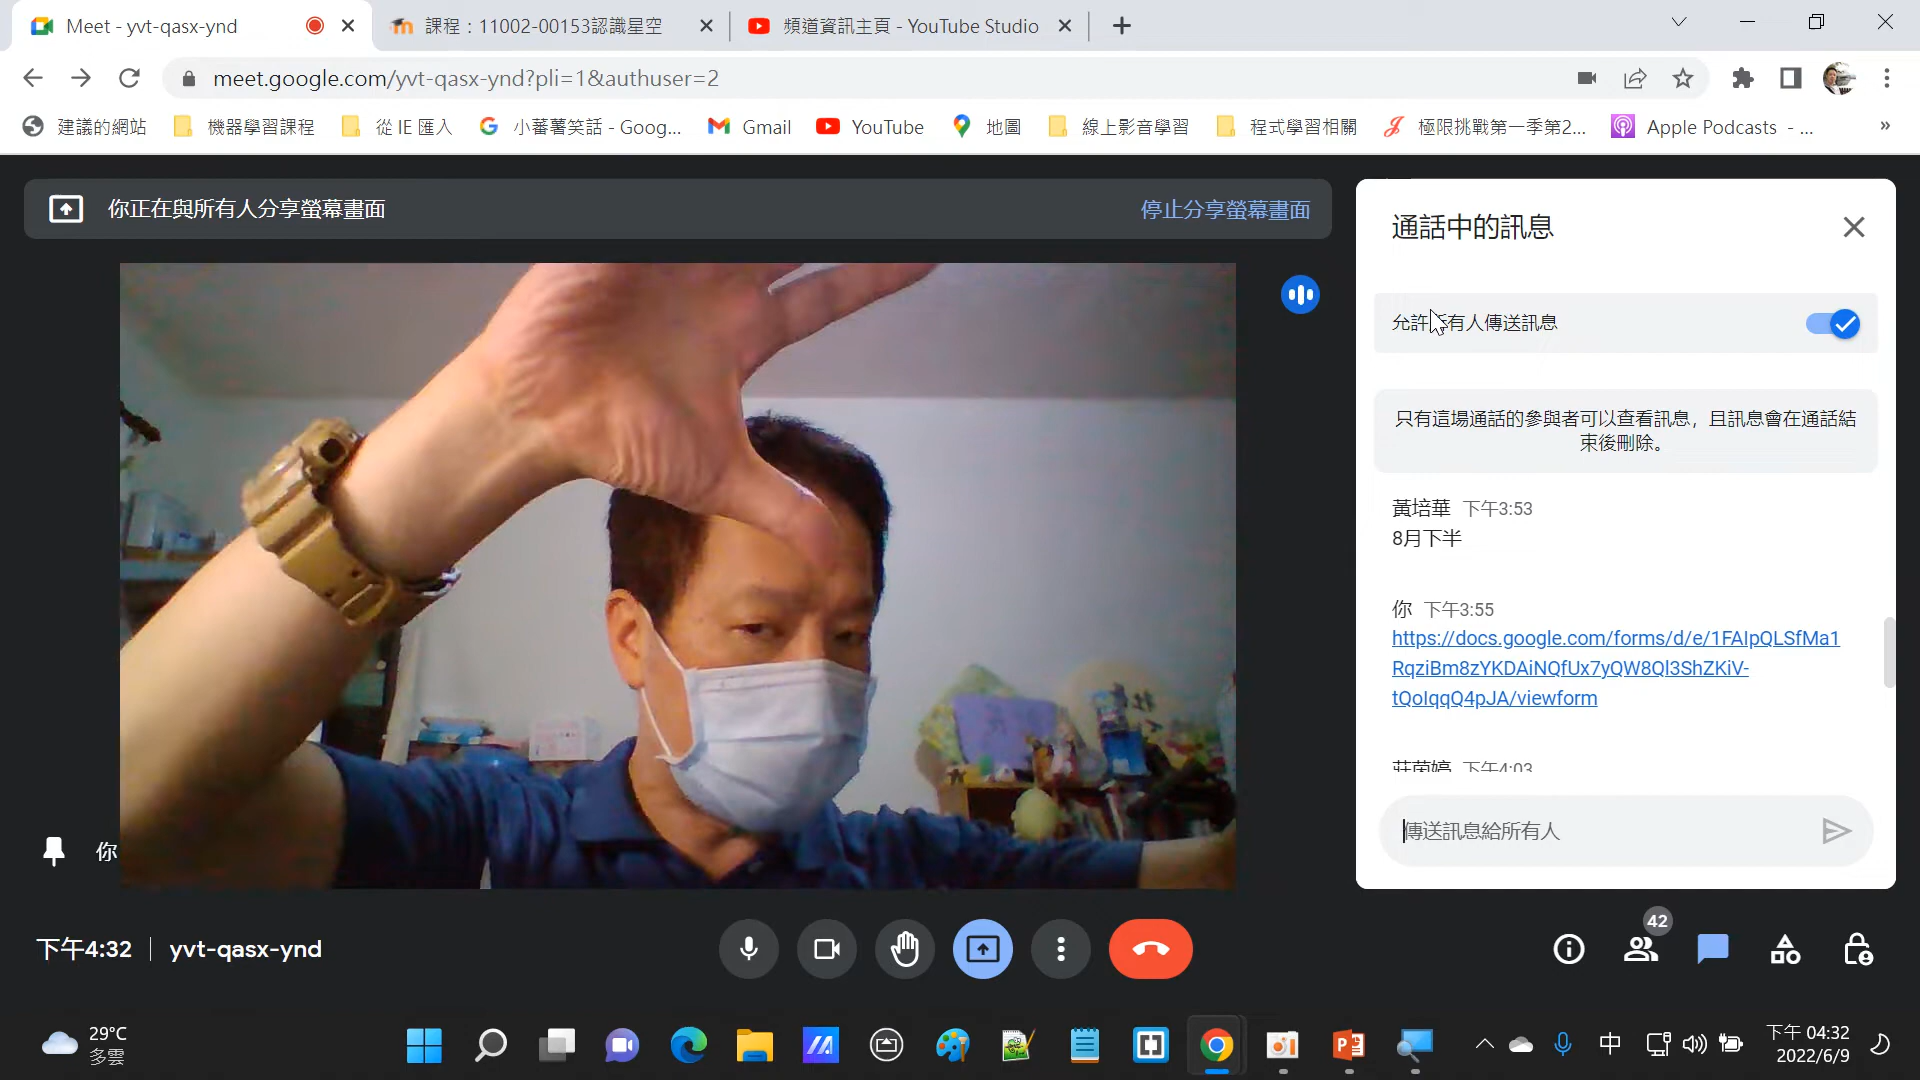 Meet - yvt-qasx-ynd
課程：11002-00153認識星空
頻道資訊主頁 - YouTube Studio
meet.google.com/yvt-qasx-ynd?pli=1&authuser=2
建議的網站
機器學習課程
從 IE 匯入
小蕃薯笑話 - Goog...
Gmail
YouTube
地圖
線上影音學習
程式學習相關
極限挑戰第一季第2...
Apple Podcasts - ...
你正在與所有人分享螢幕畫面
停止分享螢幕畫面
通話中的訊息
允許所有人傳送訊息
只有這場通話的參與者可以查看訊息，且訊息會在通話結
束後刪除。
黃培華 下午3:53
8月下半
你 下午3:55
https://docs.google.com/forms/d/e/1FAIpQLSfMa1
RqziBm8zYKDAiNQfUx7yQW8Ql3ShZKiV-
tQoIqqQ4pJA/viewform
下午4:03
傳送訊息給所有人
你
下午4:32
yvt-qasx-ynd
42
29°C
多雲
中
下午 04:32
2022/6/9